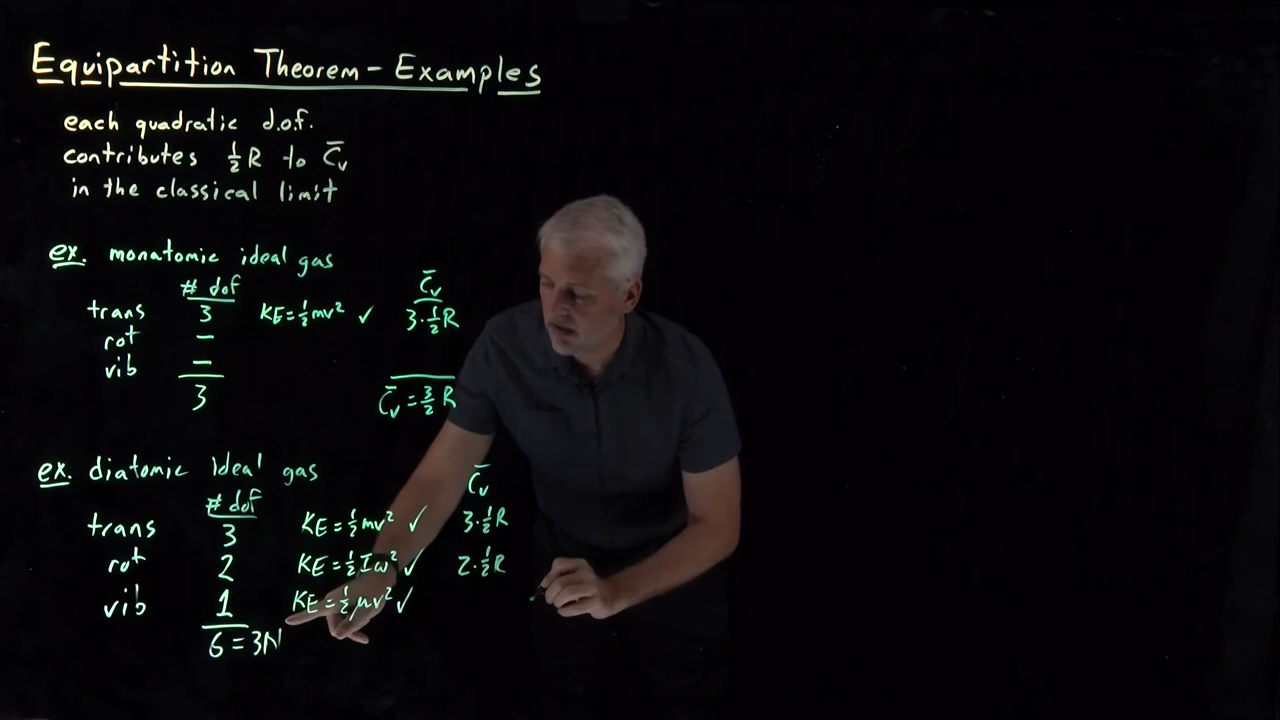 Equipartition Theorem - Examples
each quadratic d.o.f.
contributes ½R to C̄ᵥ
in the classical limit
ex. monatomic ideal gas
# dof C̄ᵥ
trans 3 KE = ½mv² ✓ 3·½R
rot –
vib –
3 C̄ᵥ = 3/2 R
ex. diatomic ideal gas
# dof C̄ᵥ
trans 3 KE = ½mv² ✓ 3·½R
rot 2 KE = ½Iω² ✓ 2·½R
vib 1 KE = ½μv² ✓
6 = 3N